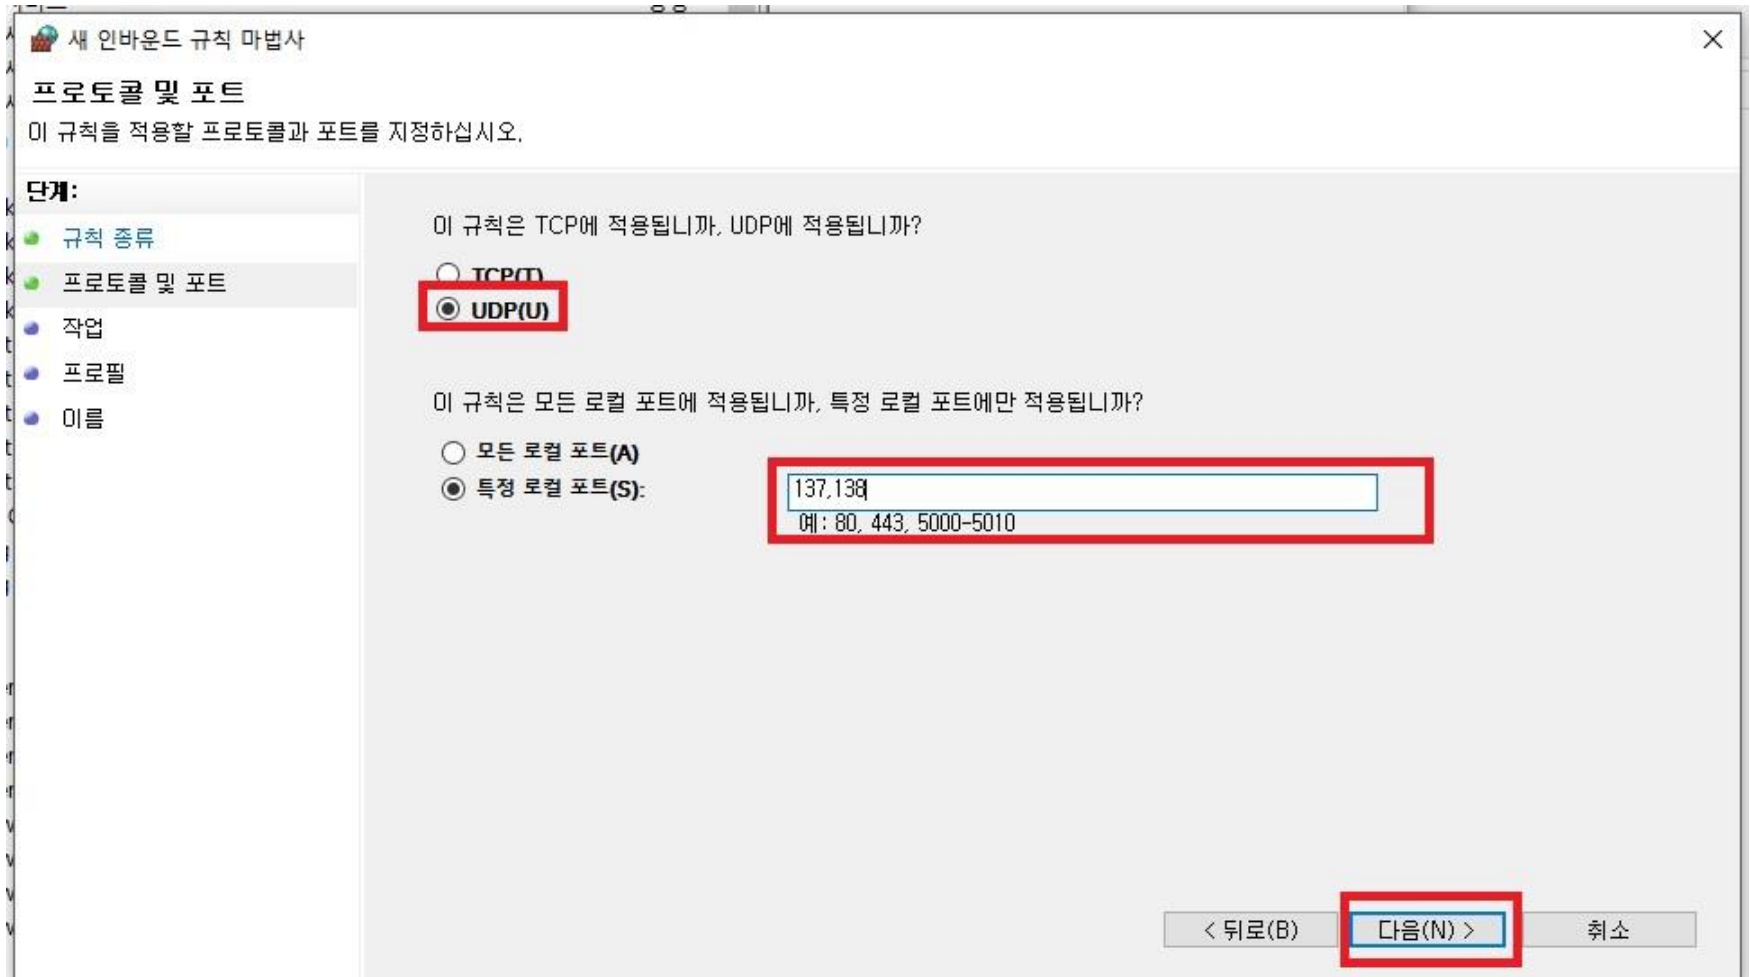 새 인바운드 규칙 마법사
프로토콜 및 포트
이 규칙을 적용할 프로토콜과 포트를 지정하십시오.
단계:
규칙 종류
프로토콜 및 포트
작업
프로필
이름
이 규칙은 TCP에 적용됩니까, UDP에 적용됩니까?
TCP(T)
UDP(U)
이 규칙은 모든 로컬 포트에 적용됩니까, 특정 로컬 포트에만 적용됩니까?
모든 로컬 포트(A)
특정 로컬 포트(S):
137,138
예: 80, 443, 5000-5010
< 뒤로(B)
다음(N) >
취소